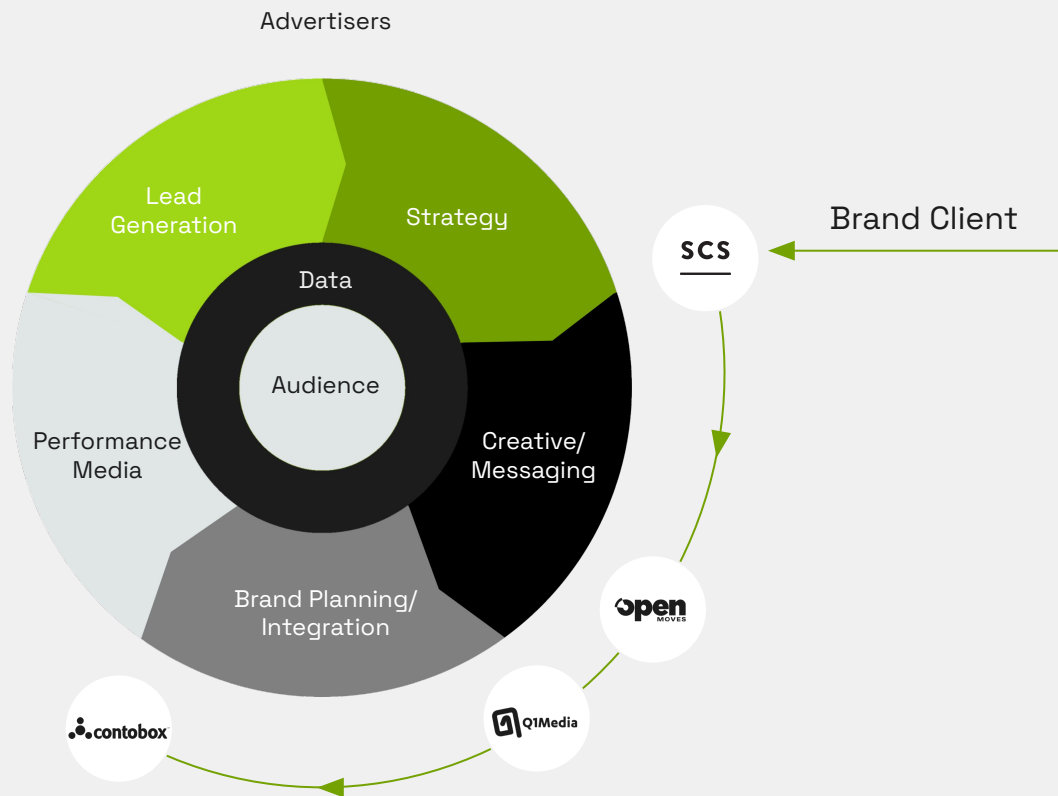 Advertisers
Lead
Generation
Strategy
Brand Client
SCS
Data
Audience
Performance
Media
Creative/
Messaging
Brand Planning/
Integration
open
MOVES
Q1Media
contobox